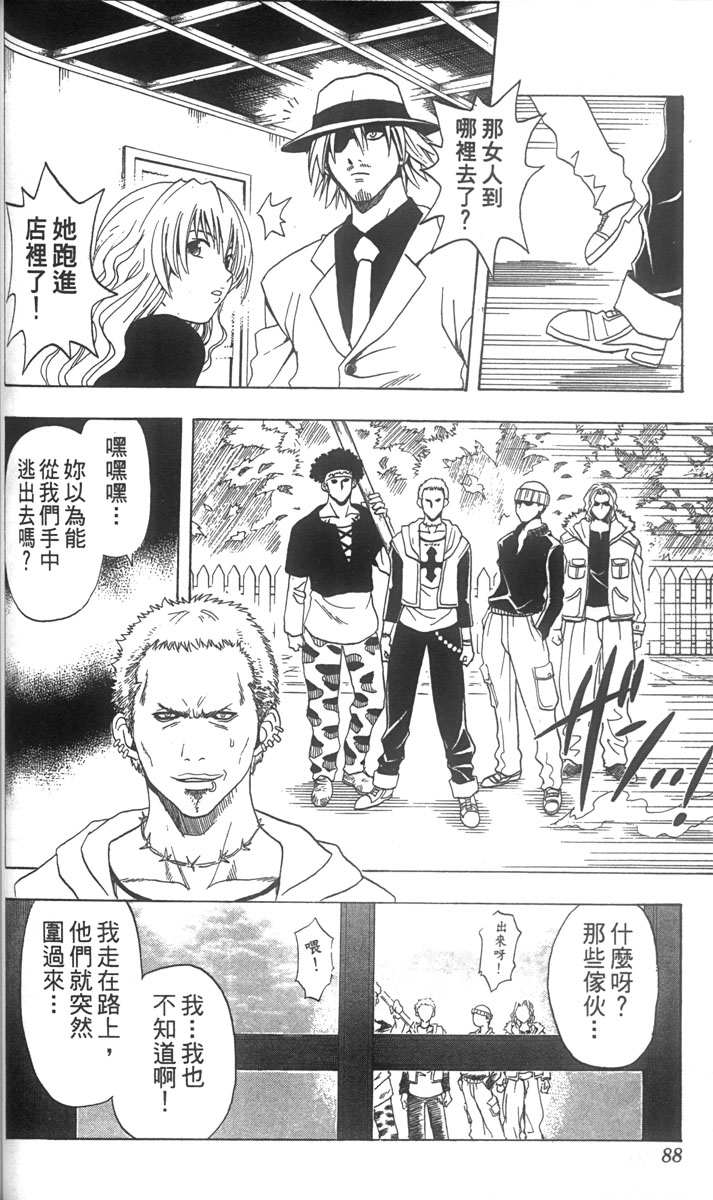 那女人到
哪裡去了？
她跑進
店裡了！
ザッ
嘿嘿嘿…
妳以為能
從我們手中
逃出去嗎？
什麼呀？
那些傢伙…
出來呀！
喂！
我…我也
不知道啊！
我走在路上，
他們就突然
圍過來…
88